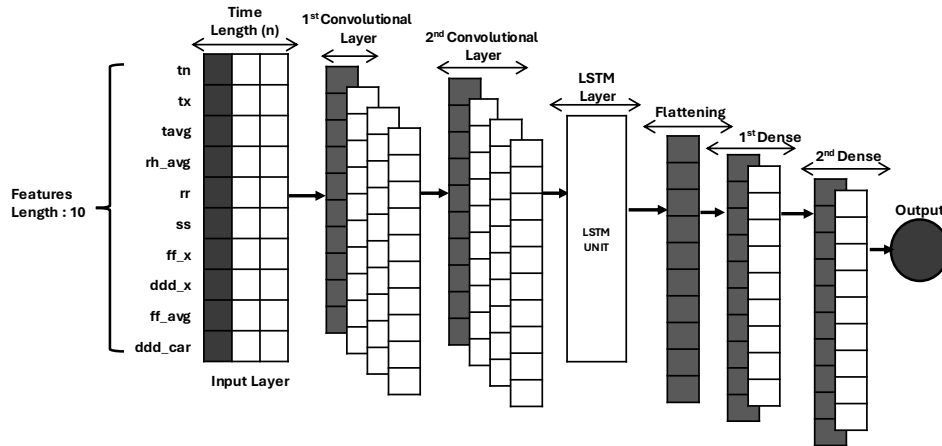 Time
Length (n)
1st Convolutional
Layer
2nd Convolutional
Layer
LSTM
Layer
Flattening
1st Dense
2nd Dense
Output
Features
Length : 10
tn
tx
tavg
rh_avg
rr
ss
ff_x
ddd_x
ff_avg
ddd_car
LSTM
UNIT
Input Layer